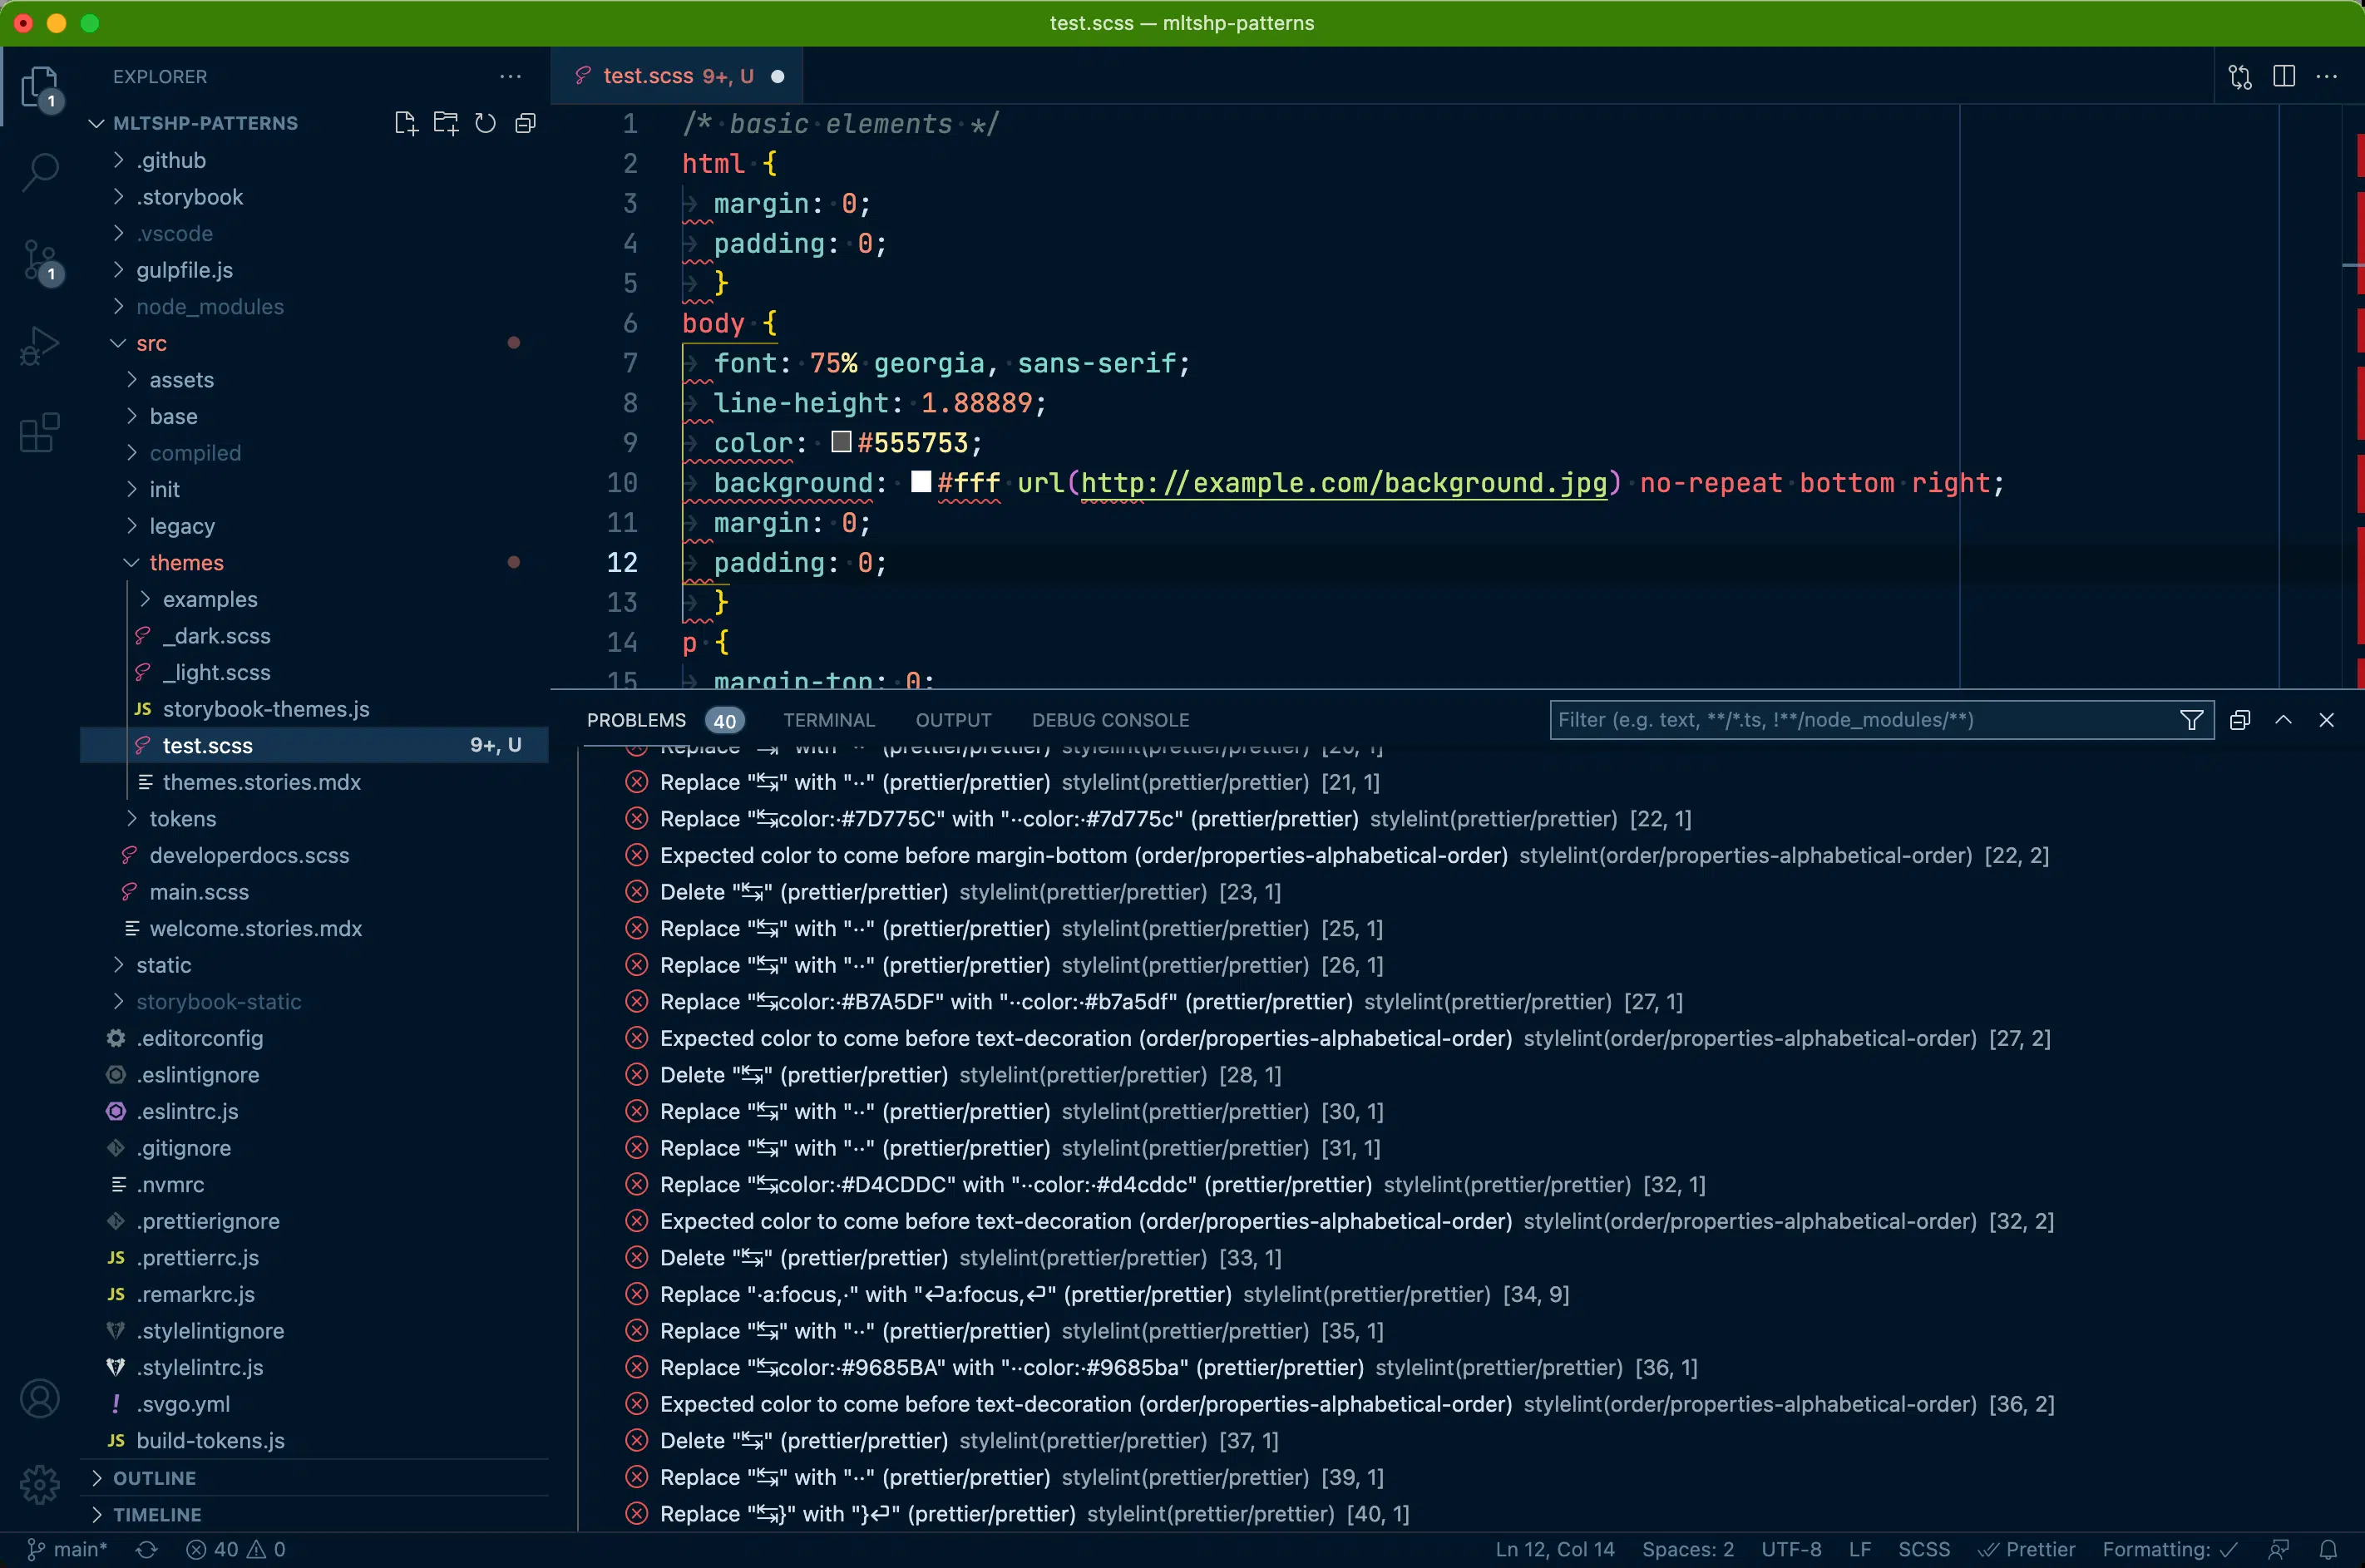 test.scss — mltshp-patterns
EXPLORER
MLTSHP-PATTERNS
.github
.storybook
.vscode
gulpfile.js
node_modules
src
assets
base
compiled
init
legacy
themes
examples
_dark.scss
_light.scss
JS storybook-themes.js
test.scss 9+, U
themes.stories.mdx
tokens
developerdocs.scss
main.scss
welcome.stories.mdx
static
storybook-static
.editorconfig
.eslintignore
.eslintrc.js
.gitignore
.nvmrc
.prettierignore
JS .prettierrc.js
JS .remarkrc.js
.stylelintignore
.stylelintrc.js
! .svgo.yml
JS build-tokens.js
OUTLINE
TIMELINE
1
1
test.scss 9+, U
1 /* basic elements */
2 html {
3 margin: 0;
4 padding: 0;
5 }
6 body {
7 font: 75% georgia, sans-serif;
8 line-height: 1.88889;
9 color: #555753;
10 background: #fff url(http://example.com/background.jpg) no-repeat bottom right;
11 margin: 0;
12 padding: 0;
13 }
14 p {
15 margin-top: 0;
PROBLEMS 40 TERMINAL OUTPUT DEBUG CONSOLE
Filter (e.g. text, **/*.ts, !**/node_modules/**)
Replace "↹" with "··" (prettier/prettier) stylelint(prettier/prettier) [20, 1]
Replace "↹" with "··" (prettier/prettier) stylelint(prettier/prettier) [21, 1]
Replace "↹color:·#7D775C" with "··color:·#7d775c" (prettier/prettier) stylelint(prettier/prettier) [22, 1]
Expected color to come before margin-bottom (order/properties-alphabetical-order) stylelint(order/properties-alphabetical-order) [22, 2]
Delete "↹" (prettier/prettier) stylelint(prettier/prettier) [23, 1]
Replace "↹" with "··" (prettier/prettier) stylelint(prettier/prettier) [25, 1]
Replace "↹" with "··" (prettier/prettier) stylelint(prettier/prettier) [26, 1]
Replace "↹color:·#B7A5DF" with "··color:·#b7a5df" (prettier/prettier) stylelint(prettier/prettier) [27, 1]
Expected color to come before text-decoration (order/properties-alphabetical-order) stylelint(order/properties-alphabetical-order) [27, 2]
Delete "↹" (prettier/prettier) stylelint(prettier/prettier) [28, 1]
Replace "↹" with "··" (prettier/prettier) stylelint(prettier/prettier) [30, 1]
Replace "↹" with "··" (prettier/prettier) stylelint(prettier/prettier) [31, 1]
Replace "↹color:·#D4CDDC" with "··color:·#d4cddc" (prettier/prettier) stylelint(prettier/prettier) [32, 1]
Expected color to come before text-decoration (order/properties-alphabetical-order) stylelint(order/properties-alphabetical-order) [32, 2]
Delete "↹" (prettier/prettier) stylelint(prettier/prettier) [33, 1]
Replace "·a:focus,·" with "⏎a:focus,⏎" (prettier/prettier) stylelint(prettier/prettier) [34, 9]
Replace "↹" with "··" (prettier/prettier) stylelint(prettier/prettier) [35, 1]
Replace "↹color:·#9685BA" with "··color:·#9685ba" (prettier/prettier) stylelint(prettier/prettier) [36, 1]
Expected color to come before text-decoration (order/properties-alphabetical-order) stylelint(order/properties-alphabetical-order) [36, 2]
Delete "↹" (prettier/prettier) stylelint(prettier/prettier) [37, 1]
Replace "↹" with "··" (prettier/prettier) stylelint(prettier/prettier) [39, 1]
Replace "↹}" with "}⏎" (prettier/prettier) stylelint(prettier/prettier) [40, 1]
main* 40 0 Ln 12, Col 14 Spaces: 2 UTF-8 LF SCSS Prettier Formatting: ✓